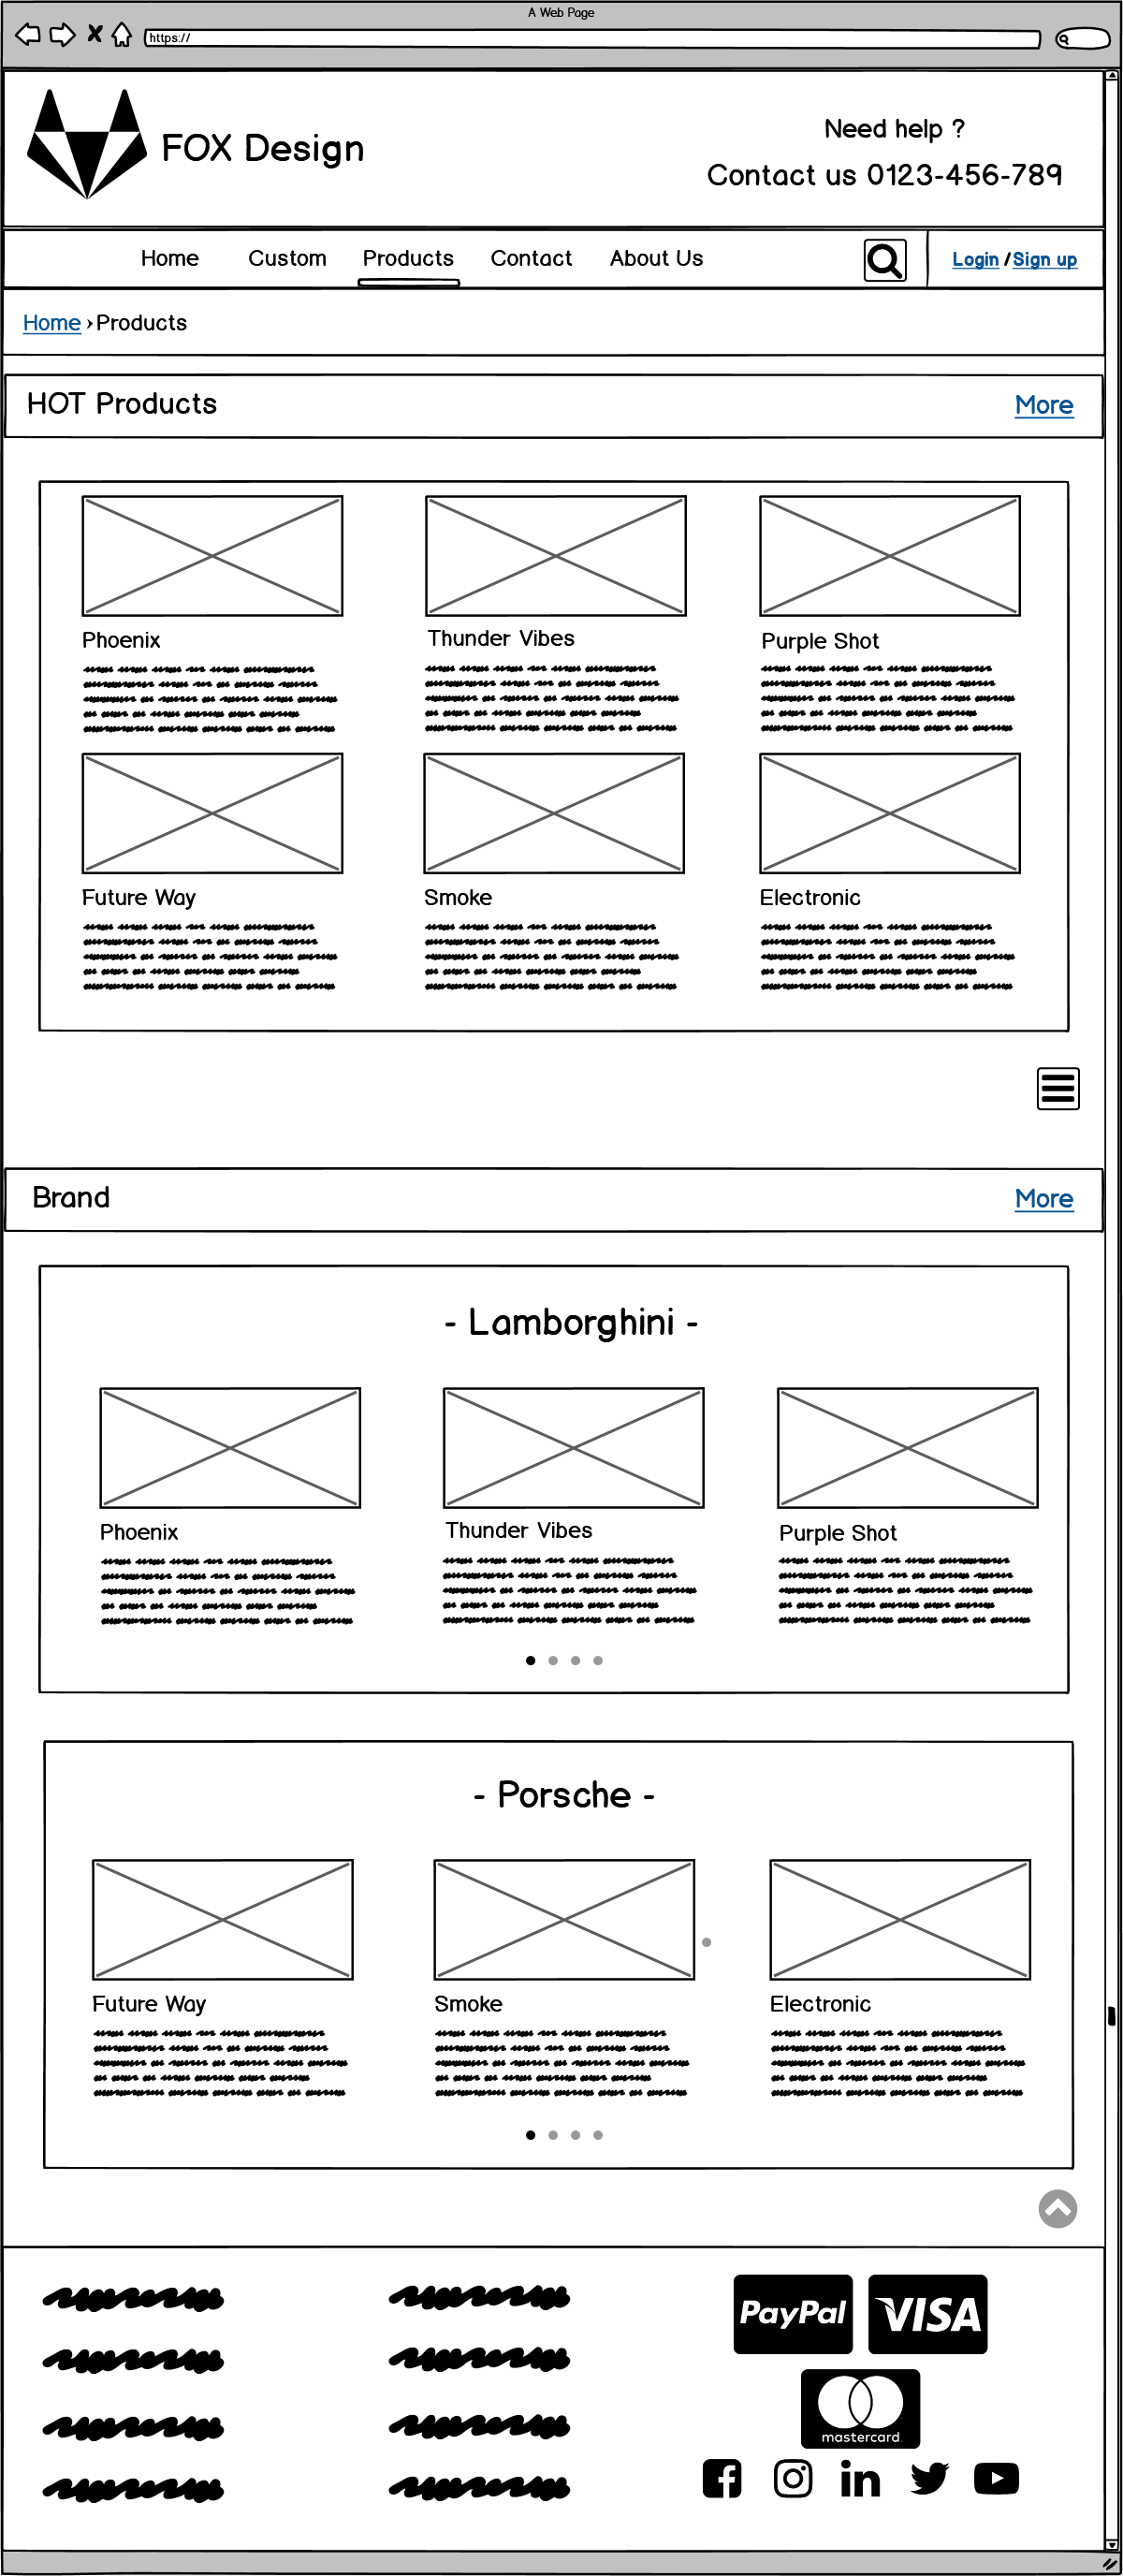 A Web Page
https://
FOX Design
Need help ?
Contact us 0123-456-789
Home Custom Products Contact About Us Login / Sign up
Home › Products
HOT Products More
Phoenix Thunder Vibes Purple Shot
Future Way Smoke Electronic
Brand More
- Lamborghini -
Phoenix Thunder Vibes Purple Shot
- Porsche -
Future Way Smoke Electronic
PayPal VISA
mastercard